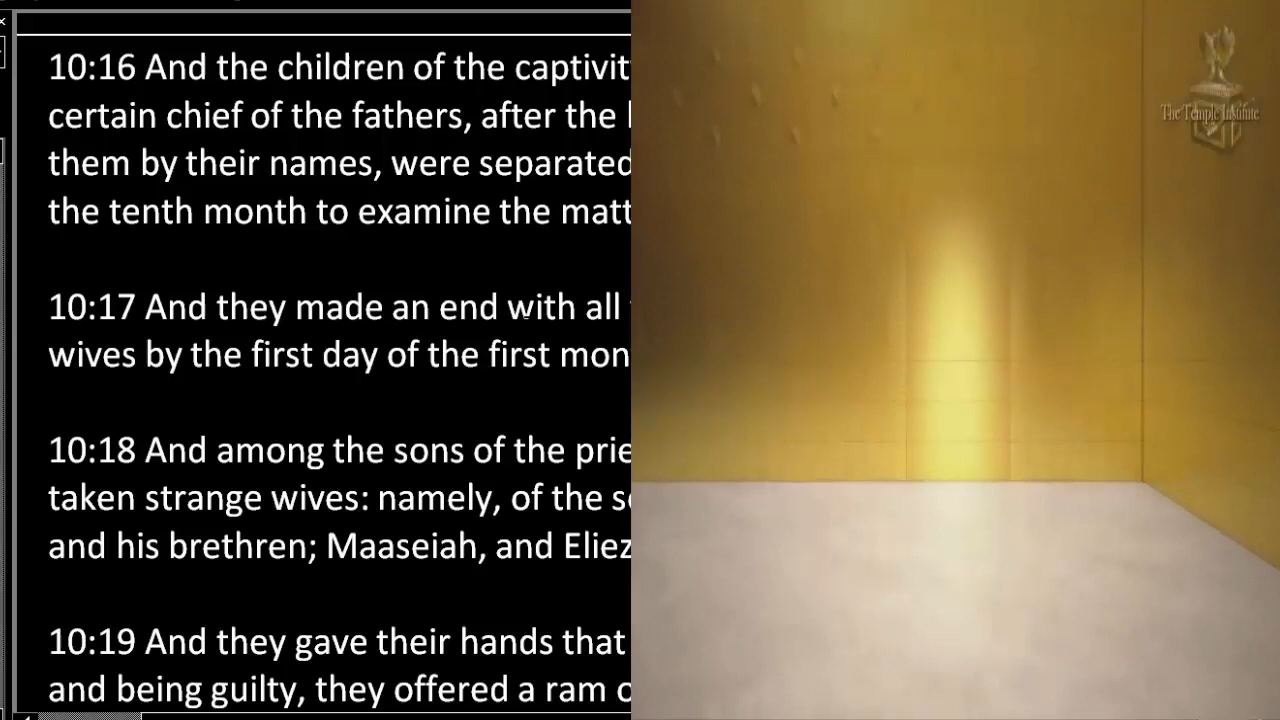 10:16 And the children of the captivit
certain chief of the fathers, after the
them by their names, were separated
the tenth month to examine the matt
10:17 And they made an end with all
wives by the first day of the first mon
10:18 And among the sons of the prie
taken strange wives: namely, of the s
and his brethren; Maaseiah, and Eliez
10:19 And they gave their hands that
and being guilty, they offered a ram o
The Temple Institute